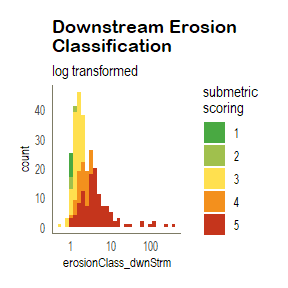 Downstream Erosion
Classification
log transformed
submetric
scoring
1
2
3
4
5
count
40
30
20
10
0
1
10
100
erosionClass_dwnStrm